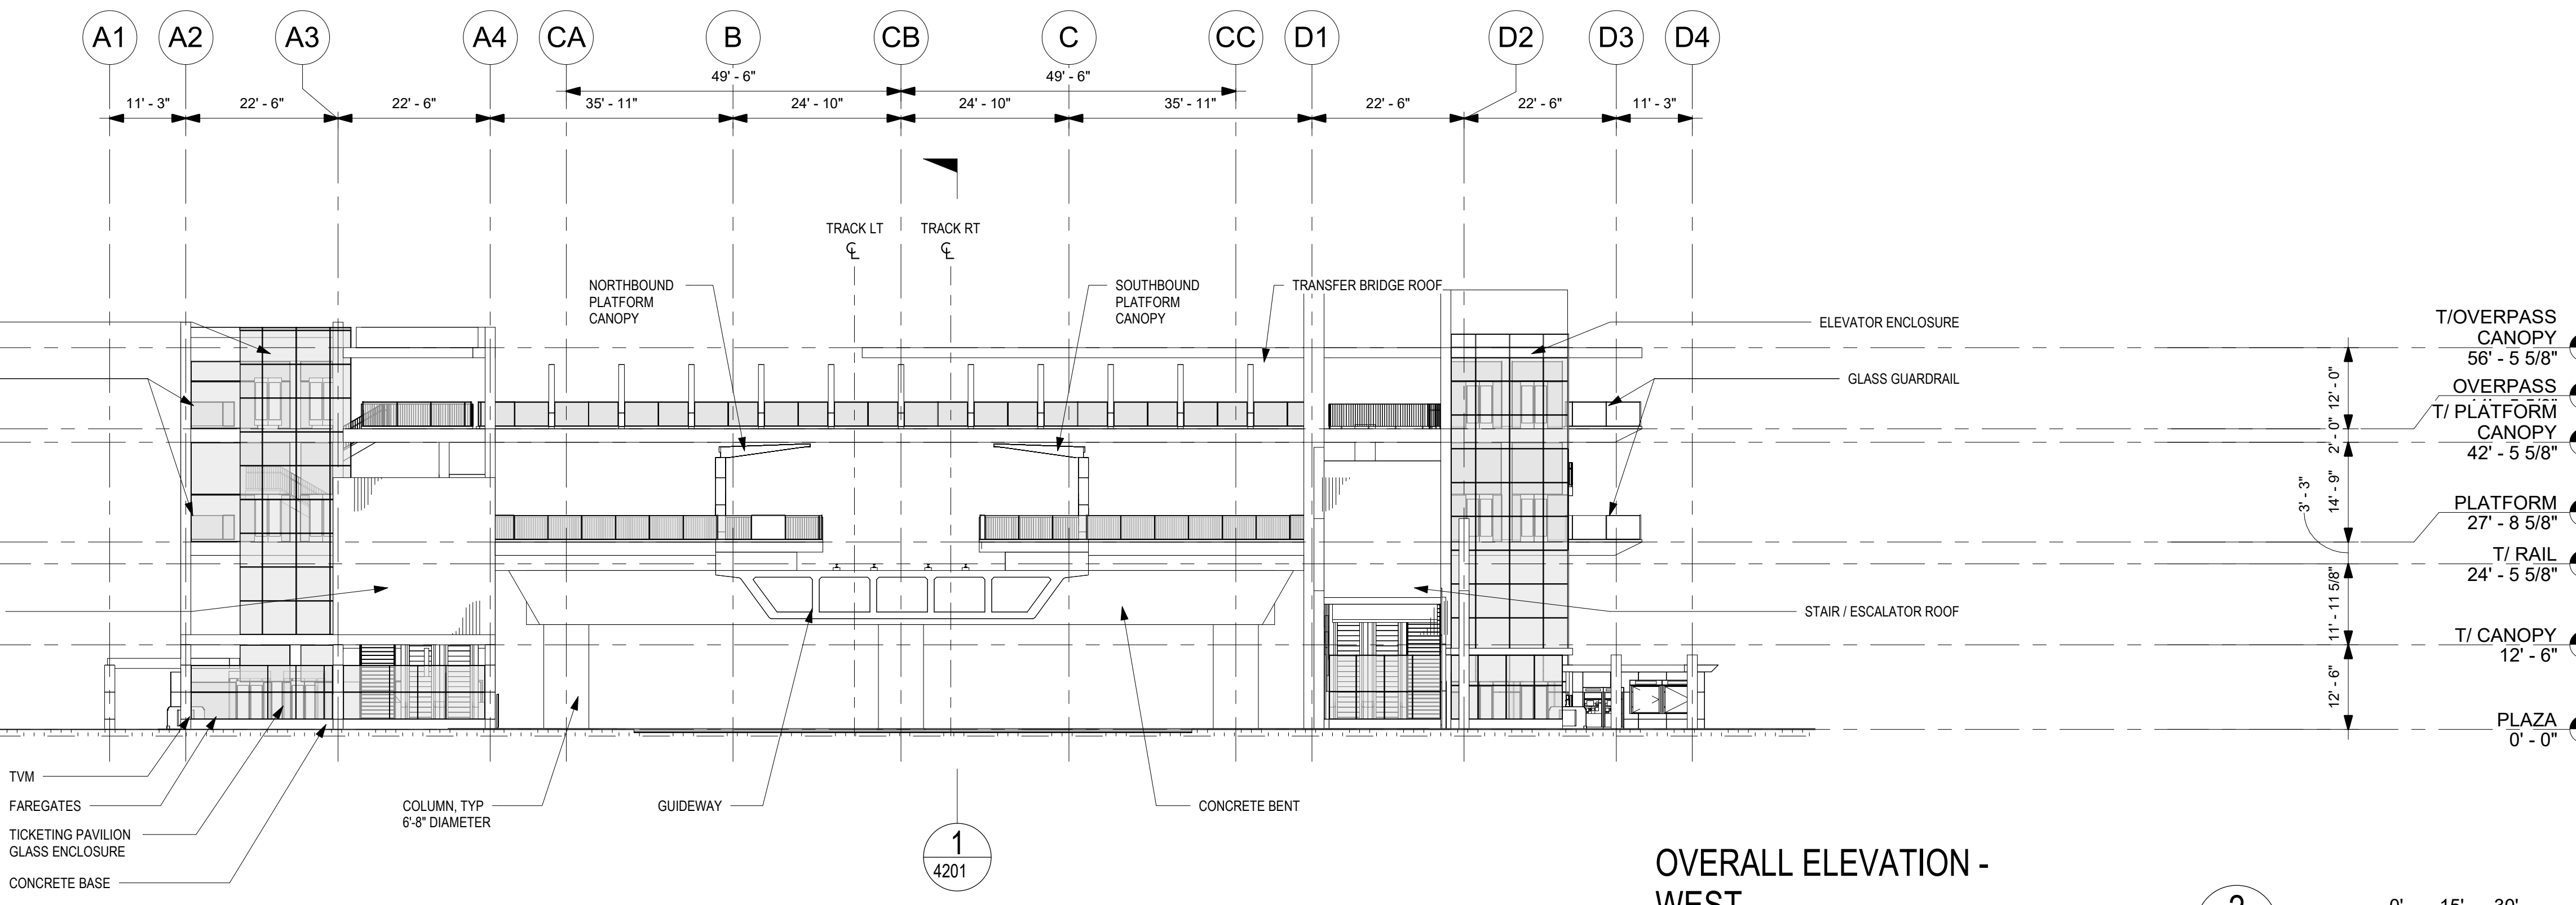 A1 A2 A3 A4 CA B CB C CC D1 D2 D3 D4
49' - 6" 49' - 6"
11' - 3" 22' - 6" 22' - 6" 35' - 11" 24' - 10" 24' - 10" 35' - 11" 22' - 6" 22' - 6" 11' - 3"
TRACK LT TRACK RT
NORTHBOUND
PLATFORM
CANOPY
SOUTHBOUND
PLATFORM
CANOPY
TRANSFER BRIDGE ROOF
ELEVATOR ENCLOSURE
GLASS GUARDRAIL
STAIR / ESCALATOR ROOF
T/OVERPASS
CANOPY
56' - 5 5/8"
OVERPASS
T/ PLATFORM
CANOPY
42' - 5 5/8"
PLATFORM
27' - 8 5/8"
T/ RAIL
24' - 5 5/8"
T/ CANOPY
12' - 6"
PLAZA
0' - 0"
12' - 0"
2' - 0"
14' - 9"
3' - 3"
11' - 11 5/8"
12' - 6"
TVM
FAREGATES
TICKETING PAVILION
GLASS ENCLOSURE
CONCRETE BASE
COLUMN, TYP
6'-8" DIAMETER
GUIDEWAY
CONCRETE BENT
1
4201
OVERALL ELEVATION -
WEST
2
0' 15' 30'